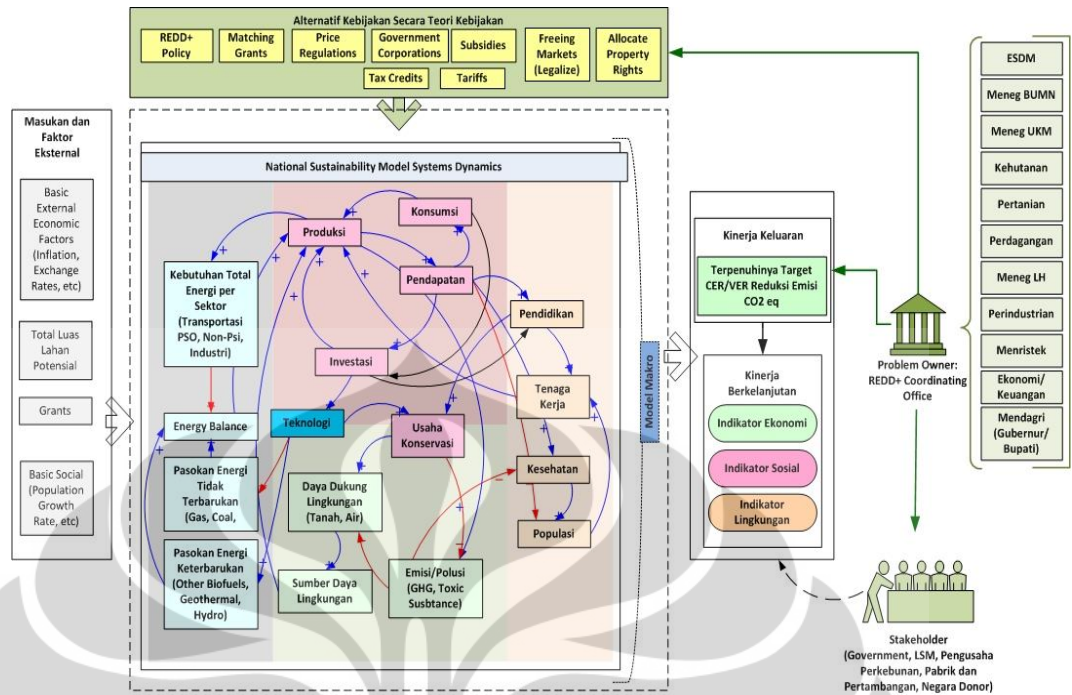 Alternatif Kebijakan Secara Teori Kebijakan
REDD+
Policy
Matching
Grants
Price
Regulations
Government
Corporations
Subsidies
Freeing
Markets
(Legalize)
Allocate
Property
Rights
Tax Credits
Tariffs
Masukan dan
Faktor
Eksternal
Basic
External
Economic
Factors
(Inflation,
Exchange
Rates, etc)
Total Luas
Lahan
Potensial
Grants
Basic Social
(Population
Growth
Rate, etc)
National Sustainability Model Systems Dynamics
Konsumsi
Produksi
Kebutuhan Total
Energi per
Sektor
(Transportasi
PSO, Non-Psi,
Industri)
Pendapatan
Pendidikan
Investasi
Tenaga
Kerja
Teknologi
Usaha
Konservasi
Energy Balance
Pasokan Energi
Tidak
Terbarukan
(Gas, Coal,
Daya Dukung
Lingkungan
(Tanah, Air)
Kesehatan
Populasi
Pasokan Energi
Keterbarukan
(Other Biofuels,
Geothermal,
Hydro)
Sumber Daya
Lingkungan
Emisi/Polusi
(GHG, Toxic
Susbtance)
Model Makro
Kinerja Keluaran
Terpenuhinya Target
CER/VER Reduksi Emisi
CO2 eq
Kinerja
Berkelanjutan
Indikator Ekonomi
Indikator Sosial
Indikator
Lingkungan
Problem Owner:
REDD+ Coordinating
Office
ESDM
Meneg BUMN
Meneg UKM
Kehutanan
Pertanian
Perdagangan
Meneg LH
Perindustrian
Menristek
Ekonomi/
Keuangan
Mendagri
(Gubernur/
Bupati)
Stakeholder
(Government, LSM, Pengusaha
Perkebunan, Pabrik dan
Pertambangan, Negara Donor)